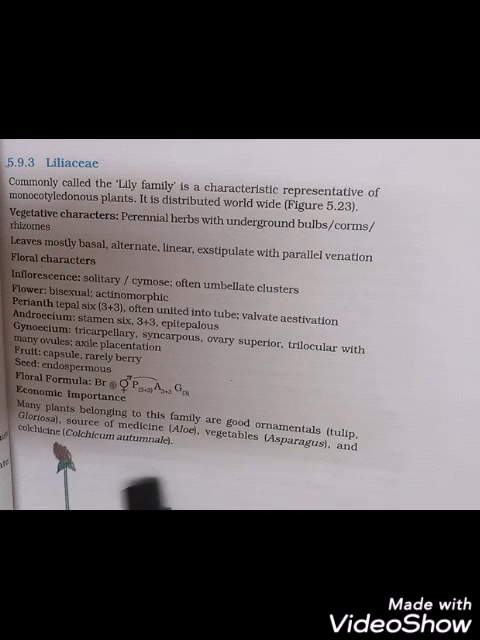 5.9.3 Liliaceae
Commonly called the 'Lily family' is a characteristic representative of
monocotyledonous plants. It is distributed world wide (Figure 5.23).
Vegetative characters: Perennial herbs with underground bulbs/corms/
rhizomes
Leaves mostly basal, alternate, linear, exstipulate with parallel venation
Floral characters
Inflorescence: solitary / cymose; often umbellate clusters
Flower: bisexual; actinomorphic
Perianth tepal six (3+3), often united into tube; valvate aestivation
Androecium: stamen six, 3+3, epitepalous
Gynoecium: tricarpellary, syncarpous, ovary superior, trilocular with
many ovules; axile placentation
Fruit: capsule, rarely berry
Seed: endospermous
Floral Formula: Br ⊕ ⚥ P(3+3) A3+3 G(3)
Economic Importance
Many plants belonging to this family are good ornamentals (tulip,
Gloriosa), source of medicine (Aloe), vegetables (Asparagus), and
colchicine (Colchicum autumnale).
Made with
VideoShow